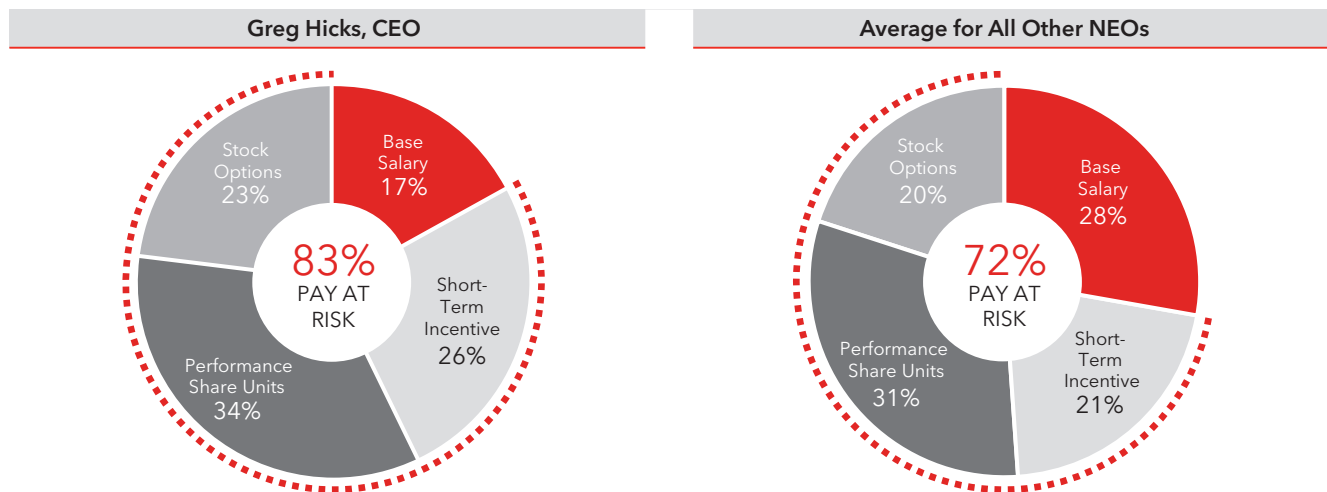 Greg Hicks, CEO
Stock
Options
23%
Base
Salary
17%
83%
PAY AT
RISK
Short-
Term
Incentive
26%
Performance
Share Units
34%
Average for All Other NEOs
Stock
Options
20%
Base
Salary
28%
72%
PAY AT
RISK
Short-
Term
Incentive
21%
Performance
Share Units
31%